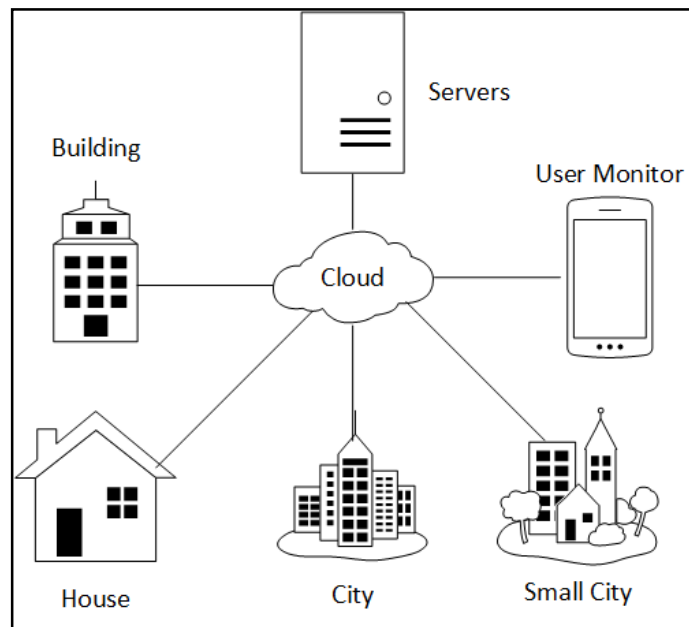 Servers
Building
User Monitor
Cloud
House
City
Small City